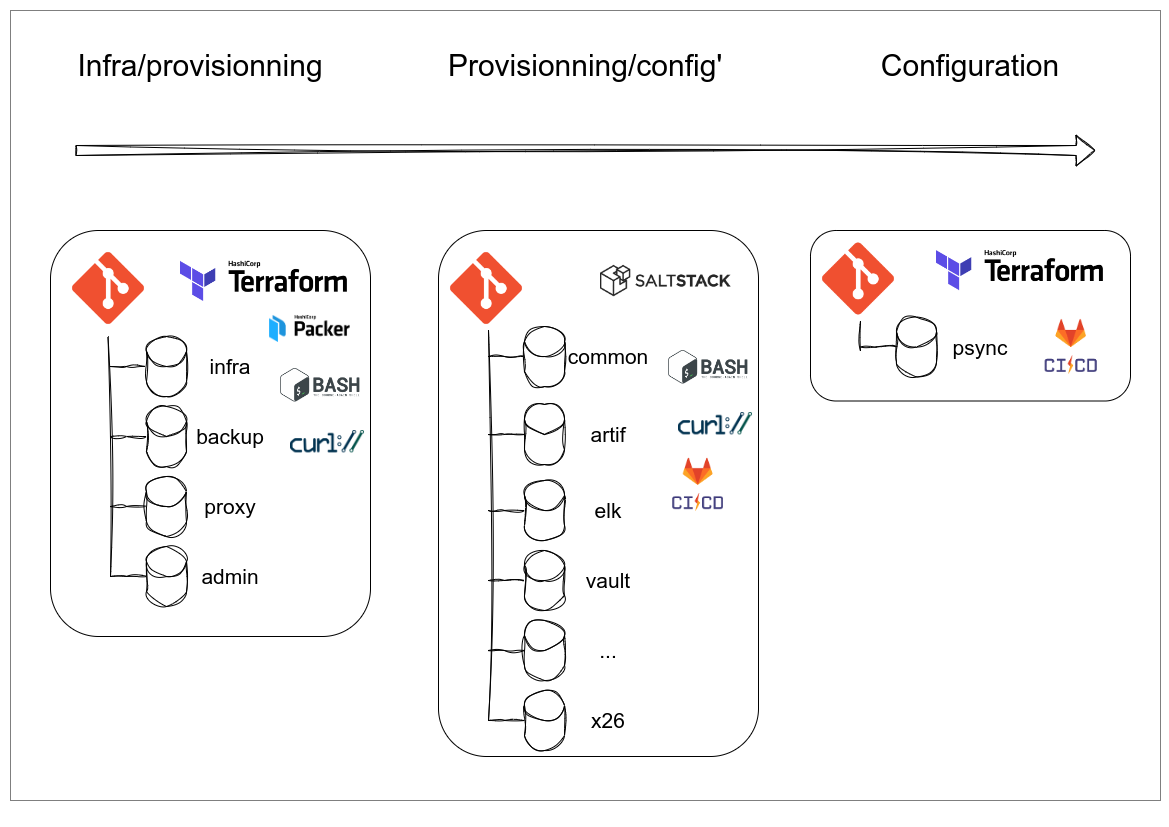 Infra/provisionning
Provisionning/config'
Configuration
HashiCorp
Terraform
HashiCorp
Packer
infra
BASH
backup
curl://
proxy
admin
SALTSTACK
common
BASH
artif
curl://
CI/CD
elk
vault
...
x26
HashiCorp
Terraform
psync
CI/CD